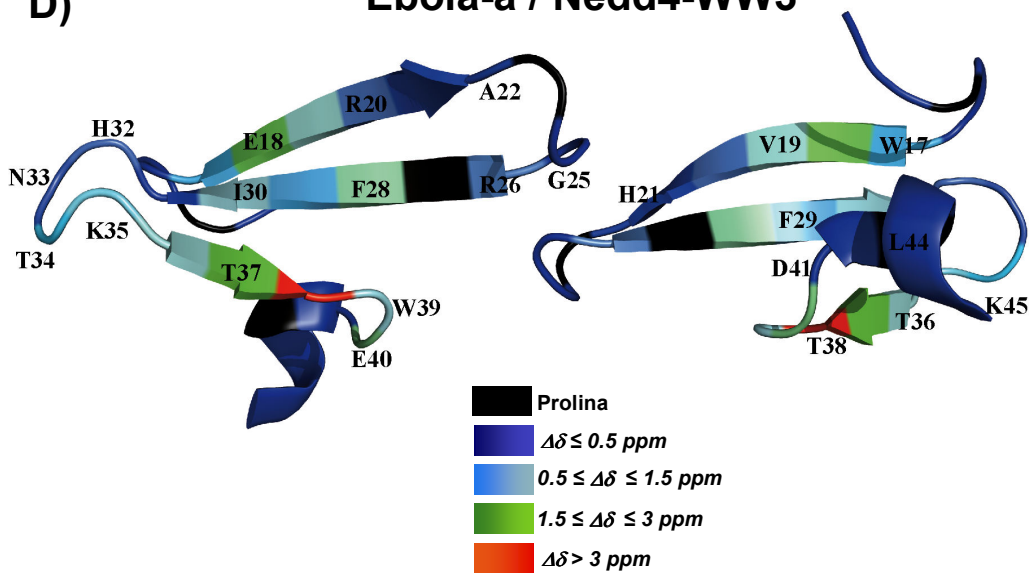 D)
Ebola-a / Nedd4-WW3
A22
R20
H32
E18
N33
I30
F28
R26
G25
K35
T34
T37
W39
E40
V19
W17
H21
F29
L44
D41
K45
T36
T38
Prolina
Δδ ≤ 0.5 ppm
0.5 ≤ Δδ ≤ 1.5 ppm
1.5 ≤ Δδ ≤ 3 ppm
Δδ > 3 ppm